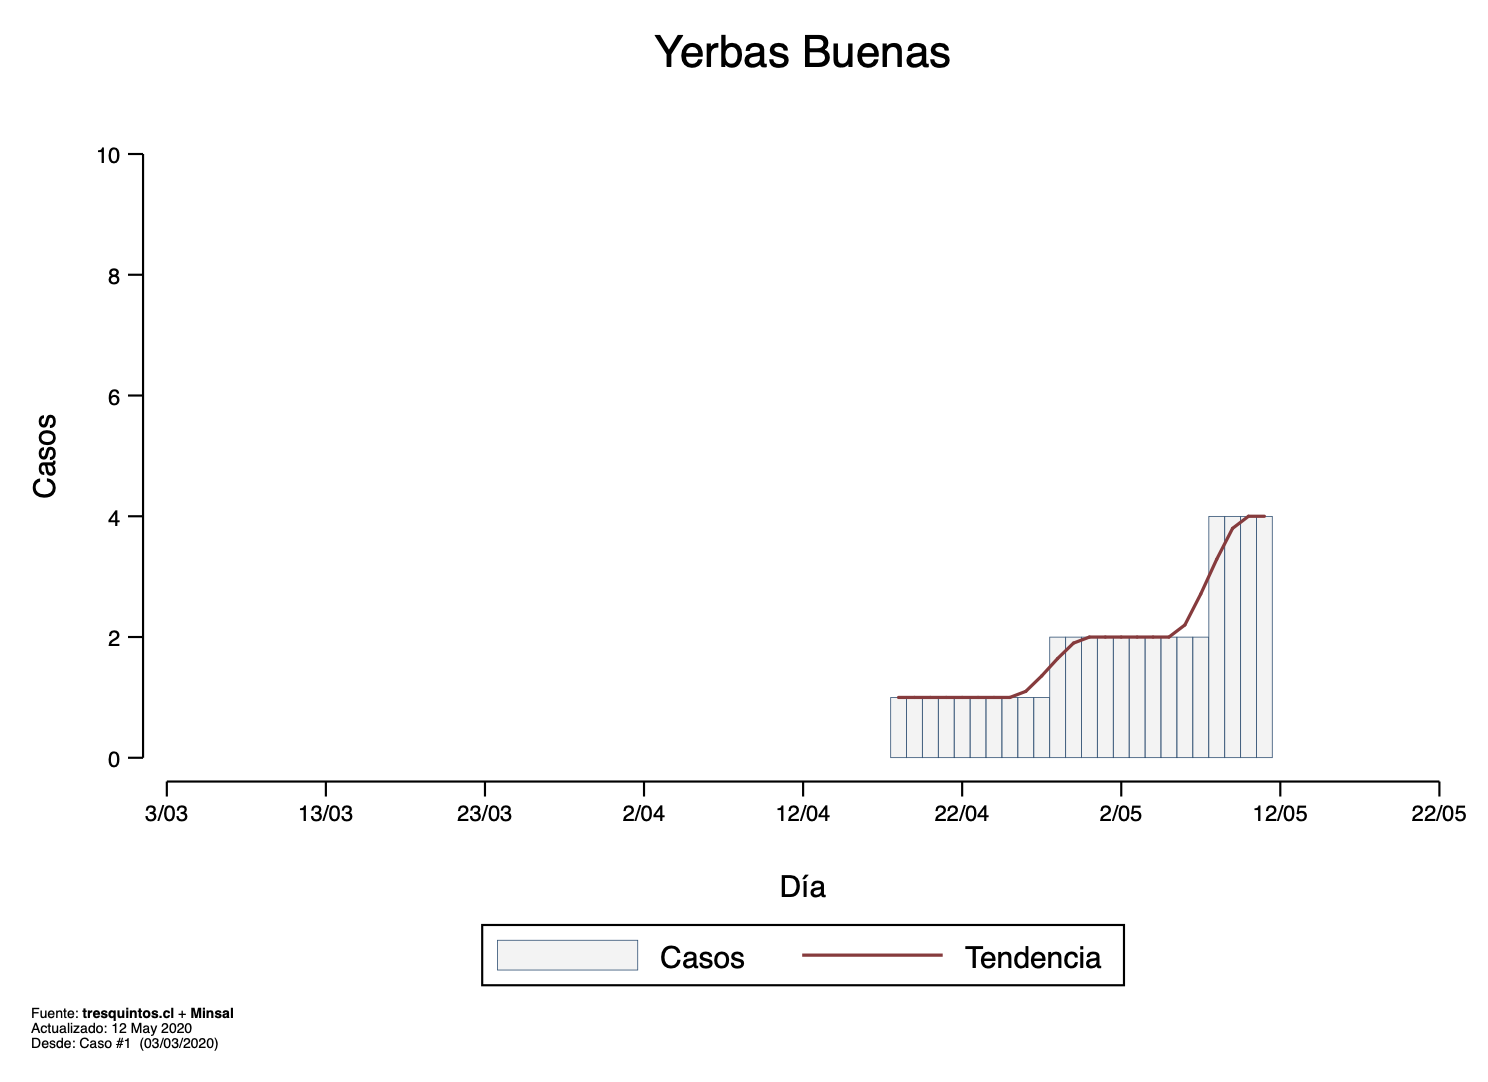 Yerbas Buenas
10
8
6
4
2
0
Casos
3/03 13/03 23/03 2/04 12/04 22/04 2/05 12/05 22/05
Día
Casos Tendencia
Fuente: tresquintos.cl + Minsal
Actualizado: 12 May 2020
Desde: Caso #1 (03/03/2020)